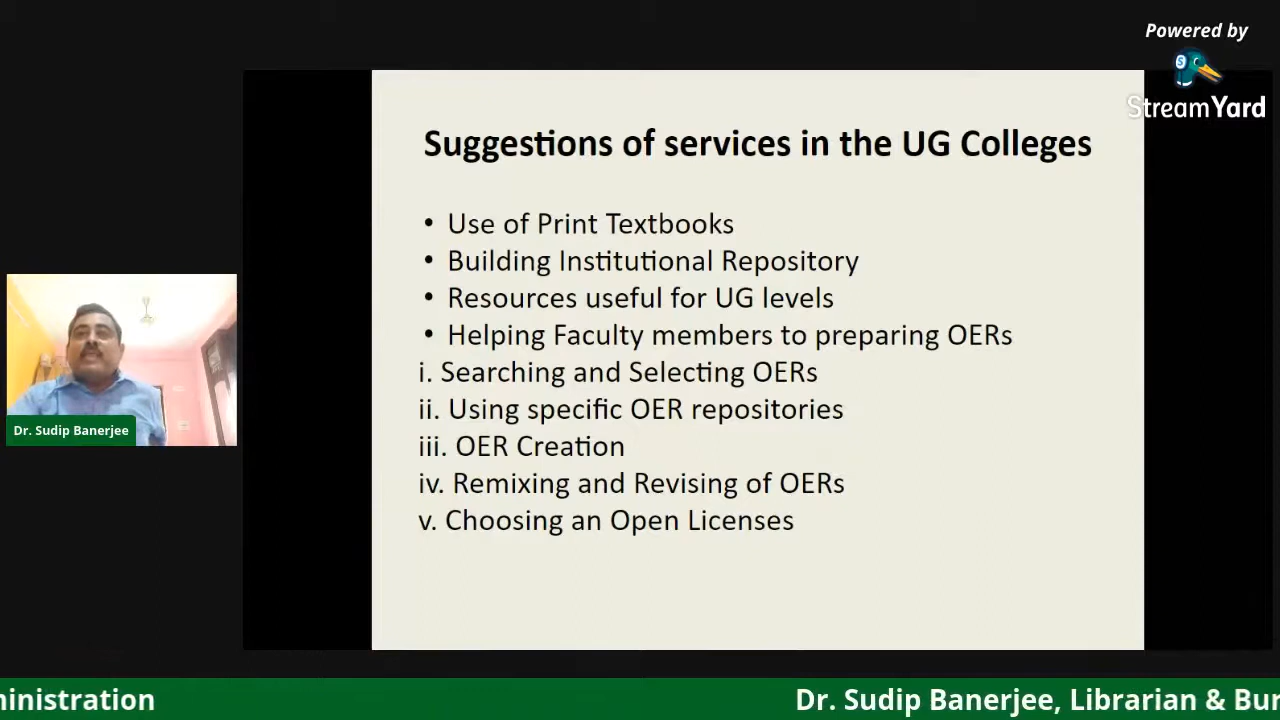 Powered by
StreamYard
Suggestions of services in the UG Colleges
• Use of Print Textbooks
• Building Institutional Repository
• Resources useful for UG levels
• Helping Faculty members to preparing OERs
i. Searching and Selecting OERs
ii. Using specific OER repositories
iii. OER Creation
iv. Remixing and Revising of OERs
v. Choosing an Open Licenses
Dr. Sudip Banerjee
ministration
Dr. Sudip Banerjee, Librarian & Bur